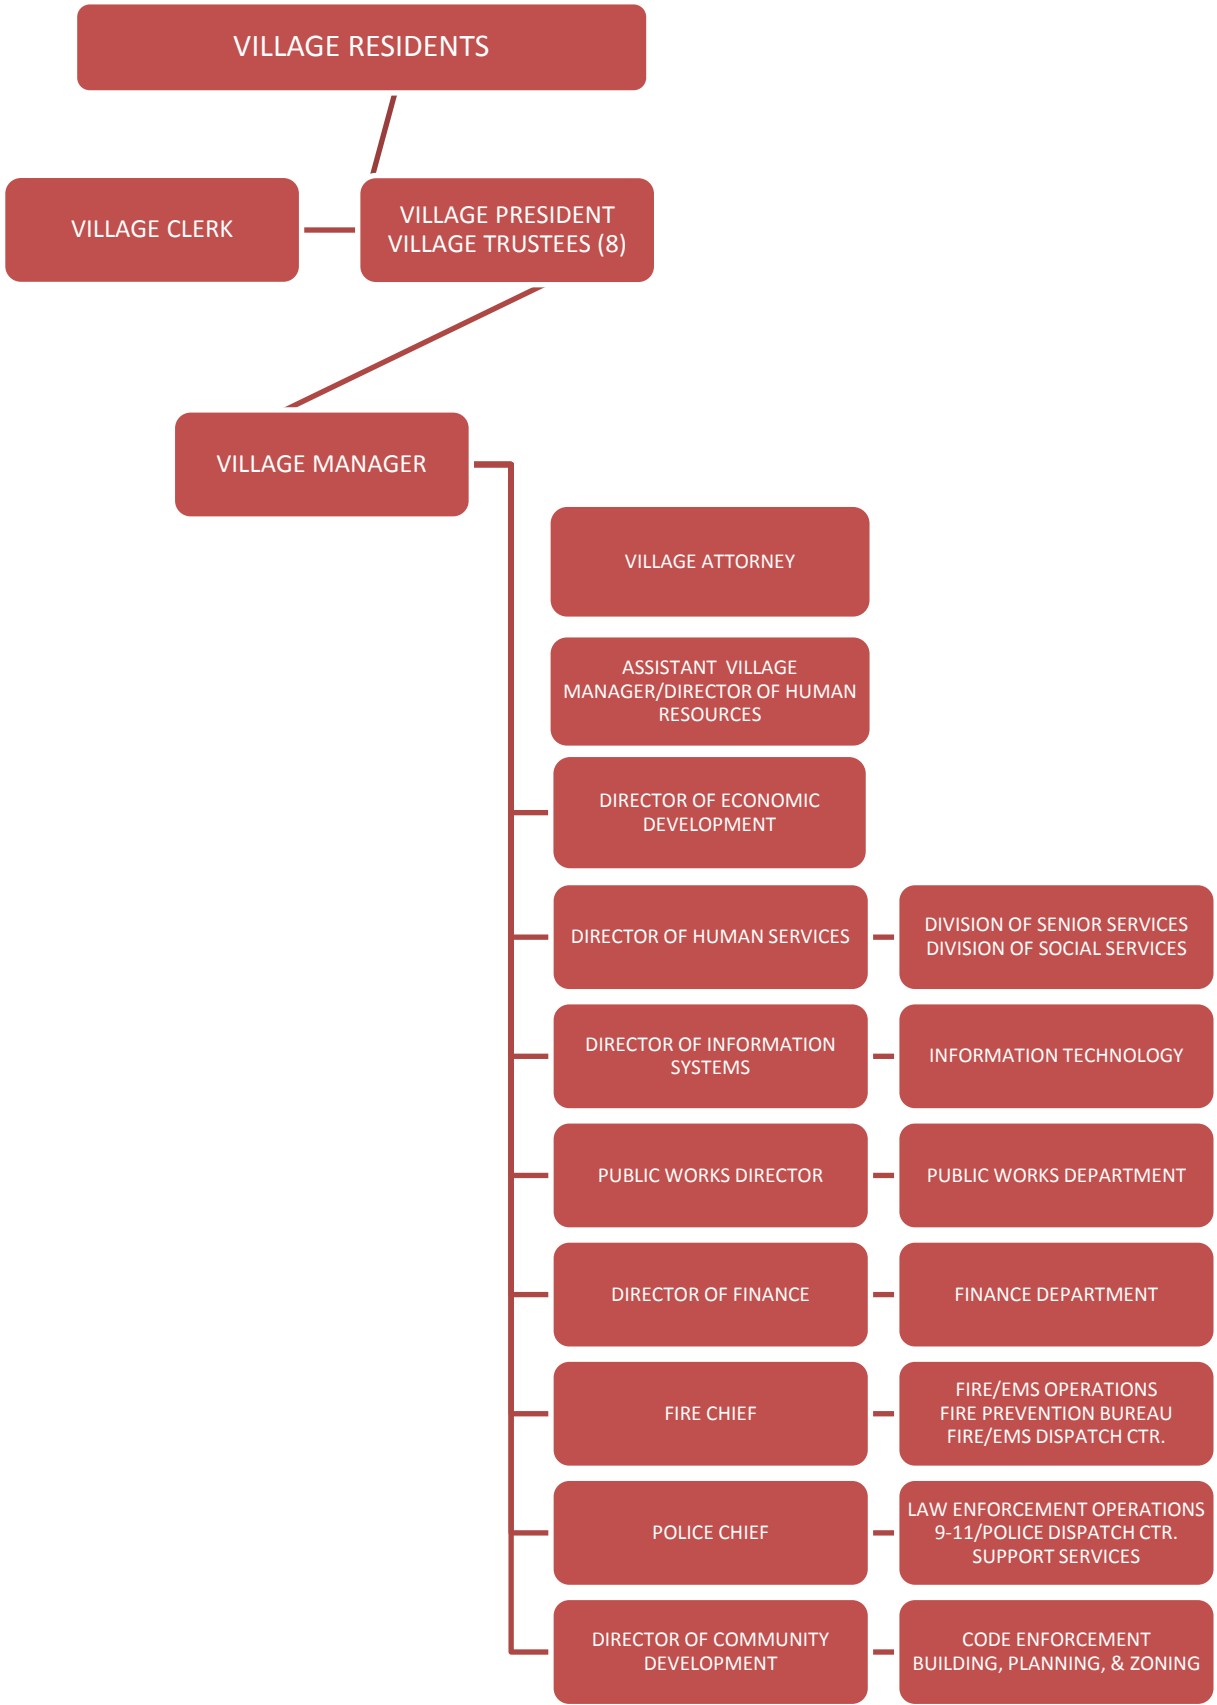 VILLAGE RESIDENTS
VILLAGE CLERK
VILLAGE PRESIDENT
VILLAGE TRUSTEES (8)
VILLAGE MANAGER
VILLAGE ATTORNEY
ASSISTANT VILLAGE
MANAGER/DIRECTOR OF HUMAN
RESOURCES
DIRECTOR OF ECONOMIC
DEVELOPMENT
DIRECTOR OF HUMAN SERVICES
DIVISION OF SENIOR SERVICES
DIVISION OF SOCIAL SERVICES
DIRECTOR OF INFORMATION
SYSTEMS
INFORMATION TECHNOLOGY
PUBLIC WORKS DIRECTOR
PUBLIC WORKS DEPARTMENT
DIRECTOR OF FINANCE
FINANCE DEPARTMENT
FIRE CHIEF
FIRE/EMS OPERATIONS
FIRE PREVENTION BUREAU
FIRE/EMS DISPATCH CTR.
POLICE CHIEF
LAW ENFORCEMENT OPERATIONS
9-11/POLICE DISPATCH CTR.
SUPPORT SERVICES
DIRECTOR OF COMMUNITY
DEVELOPMENT
CODE ENFORCEMENT
BUILDING, PLANNING, & ZONING